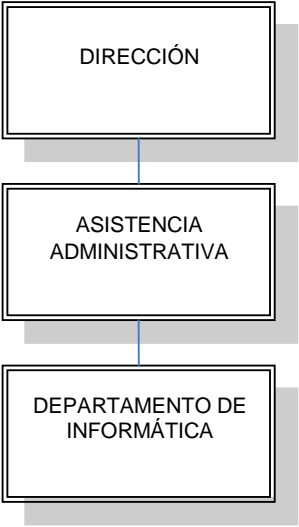 DIRECCIÓN
ASISTENCIA
ADMINISTRATIVA
DEPARTAMENTO DE
INFORMÁTICA